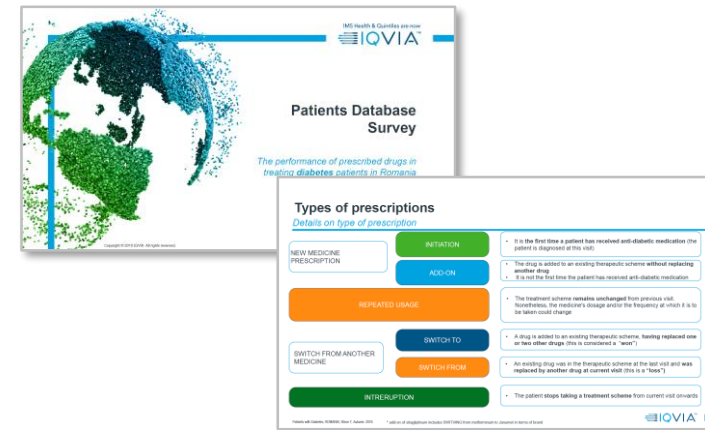 IMS Health & Quintiles are now
IQVIA™
Patients Database
Survey
The performance of prescribed drugs in
treating diabetes patients in Romania
Copyright © 2019 IQVIA. All rights reserved.
Types of prescriptions
Details on type of prescription
NEW MEDICINE
PRESCRIPTION
INITIATION
• It is the first time a patient has received anti-diabetic medication (the
patient is diagnosed at this visit)
ADD-ON
• The drug is added to an existing therapeutic scheme without replacing
another drug
• It is not the first time the patient has received anti-diabetic medication
REPEATED USAGE
• The treatment scheme remains unchanged from previous visit.
Nonetheless, the medicine's dosage and/or the frequency at which it is to
be taken could change
SWITCH FROM ANOTHER
MEDICINE
SWITCH TO
• A drug is added to an existing therapeutic scheme, having replaced one
or two other drugs (this is considered a "won")
SWTICH FROM
• An existing drug was in the therapeutic scheme at the last visit and was
replaced by another drug at current visit (this is a "loss")
INTRERUPTION
• The patient stops taking a treatment scheme from current visit onwards
IQVIA